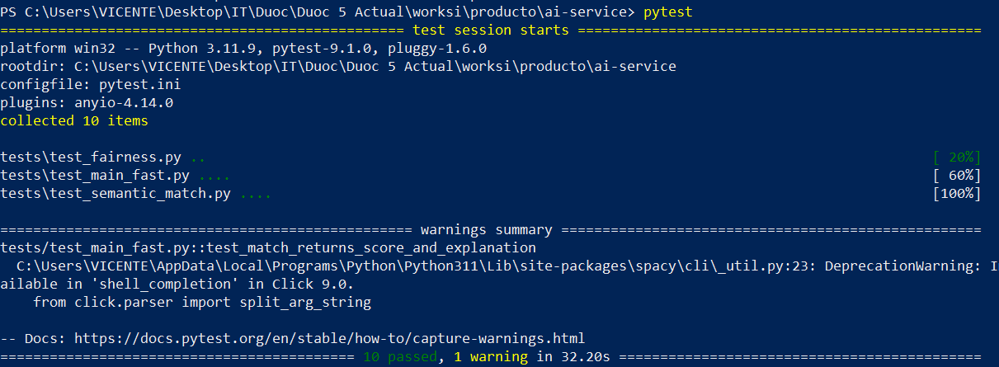 PS C:\Users\VICENTE\Desktop\IT\Duoc\Duoc 5 Actual\worksi\producto\ai-service> pytest
================================================= test session starts =================================================
platform win32 -- Python 3.11.9, pytest-9.1.0, pluggy-1.6.0
rootdir: C:\Users\VICENTE\Desktop\IT\Duoc\Duoc 5 Actual\worksi\producto\ai-service
configfile: pytest.ini
plugins: anyio-4.14.0
collected 10 items
tests\test_fairness.py .. [ 20%]
tests\test_main_fast.py .... [ 60%]
tests\test_semantic_match.py .... [100%]
================================================== warnings summary ===================================================
tests/test_main_fast.py::test_match_returns_score_and_explanation
C:\Users\VICENTE\AppData\Local\Programs\Python\Python311\Lib\site-packages\spacy\cli\_util.py:23: DeprecationWarning: I
ailable in 'shell_completion' in Click 9.0.
from click.parser import split_arg_string
-- Docs: https://docs.pytest.org/en/stable/how-to/capture-warnings.html
=========================================== 10 passed, 1 warning in 32.20s ============================================